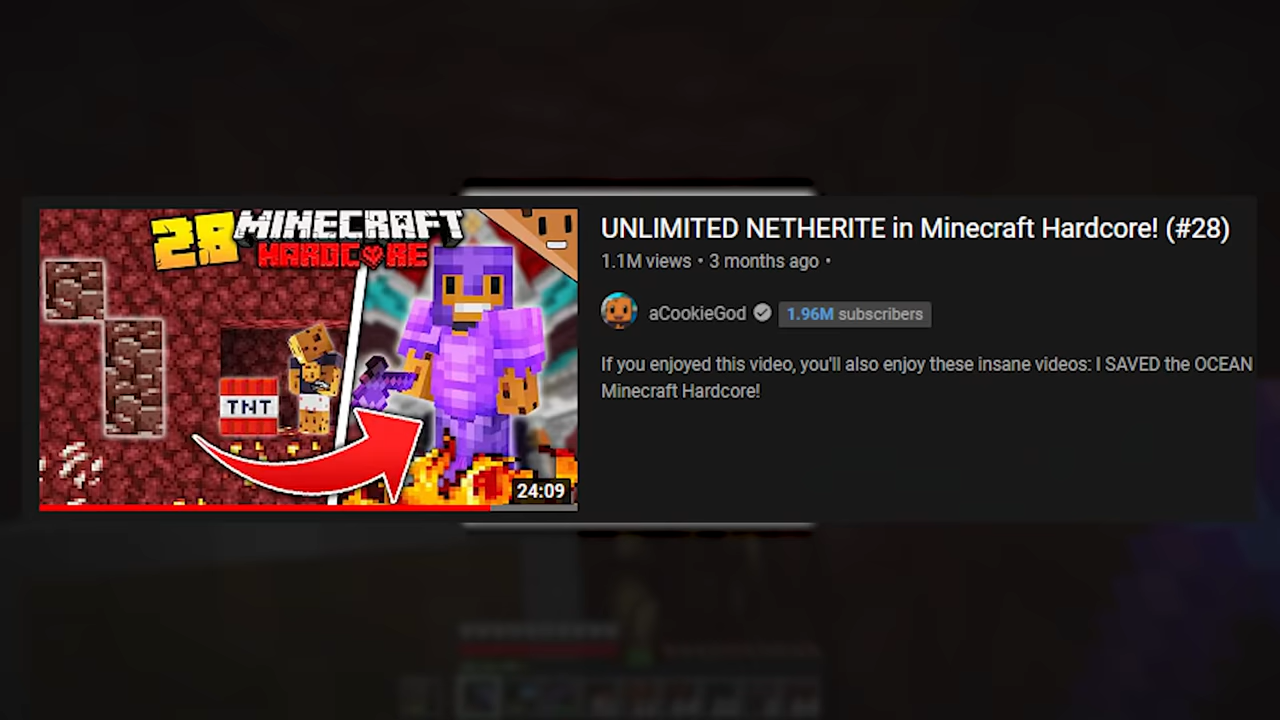 28 MINECRAFT
HARDCORE
TNT
24:09
UNLIMITED NETHERITE in Minecraft Hardcore! (#28)
1.1M views • 3 months ago •
aCookieGod 1.96M subscribers
If you enjoyed this video, you'll also enjoy these insane videos: I SAVED the OCEAN
Minecraft Hardcore!